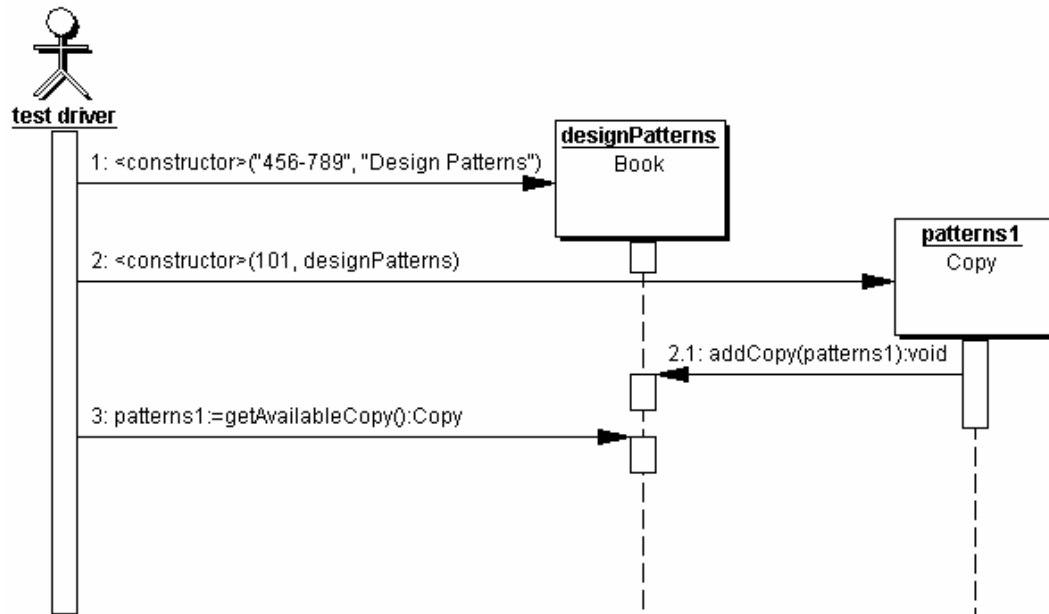 test driver
designPatterns
Book
1: <constructor>("456-789", "Design Patterns")
patterns1
Copy
2: <constructor>(101, designPatterns)
2.1: addCopy(patterns1):void
3: patterns1:=getAvailableCopy():Copy